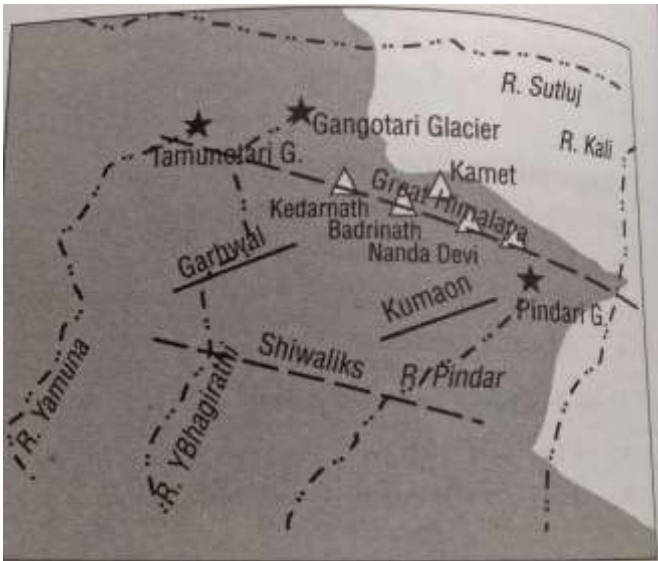 R. Sutluj
Gangotari Glacier
R. Kali
Tamunotari G.
Kamet
Great Himalaya
Kedarnath
Badrinath
Garhwal
Nanda Devi
Kumaon
Pindari G.
Shiwaliks
R. Pindar
R. Yamuna
R. YBhagirathi